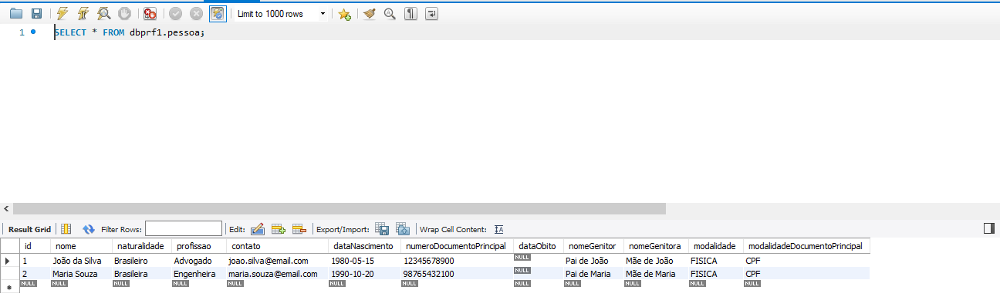 Limit to 1000 rows
1 SELECT * FROM dbprf1.pessoa;
Result Grid Filter Rows: Edit: Export/Import: Wrap Cell Content: IA
id nome naturalidade profissao contato dataNascimento numeroDocumentoPrincipal dataObito nomeGenitor nomeGenitora modalidade modalidadeDocumentoPrincipal
1 João da Silva Brasileiro Advogado joao.silva@email.com 1980-05-15 12345678900 NULL Pai de João Mãe de João FISICA CPF
2 Maria Souza Brasileira Engenheira maria.souza@email.com 1990-10-20 98765432100 NULL Pai de Maria Mãe de Maria FISICA CPF
NULL NULL NULL NULL NULL NULL NULL NULL NULL NULL NULL NULL